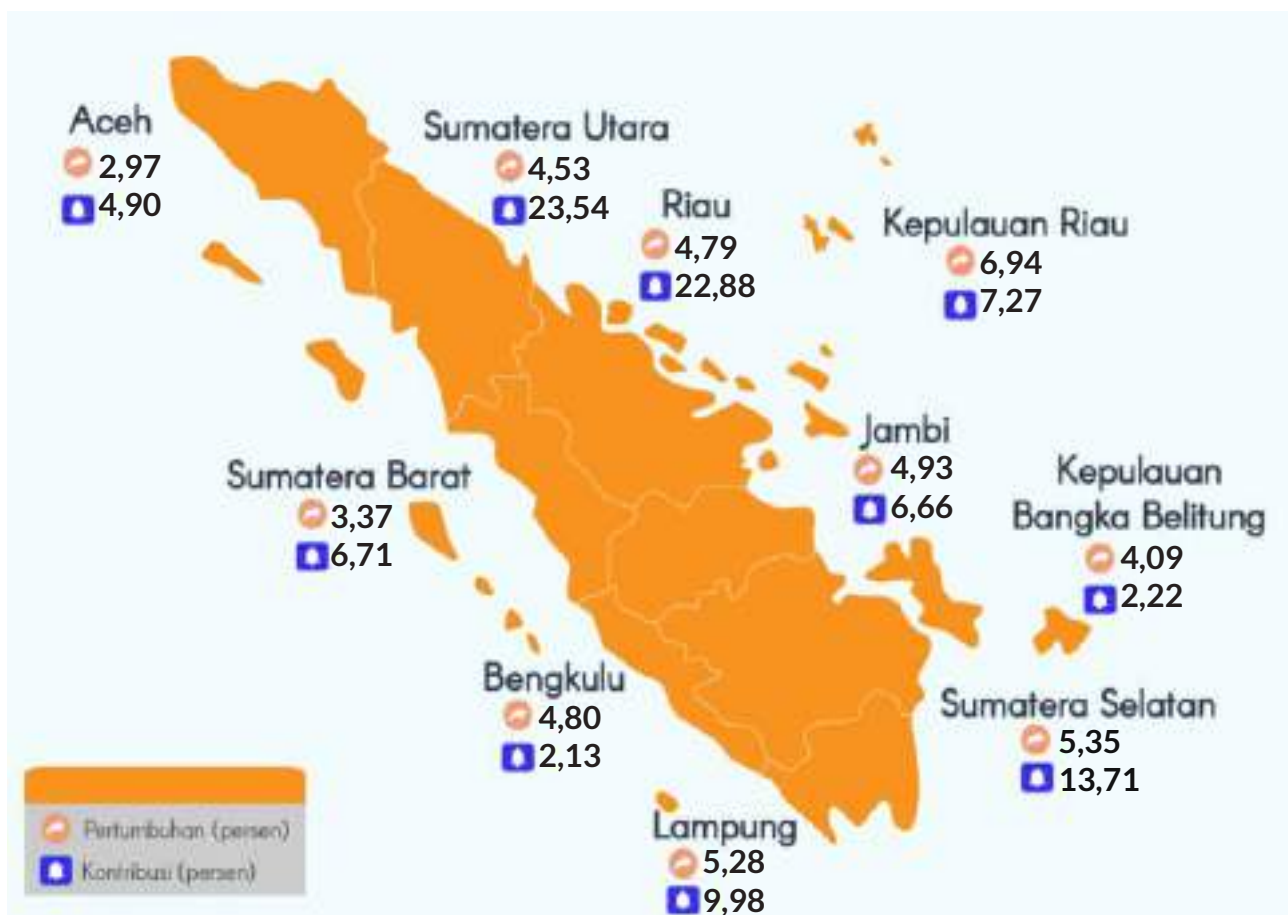 Aceh
2,97
4,90
Sumatera Utara
4,53
23,54
Riau
4,79
22,88
Kepulauan Riau
6,94
7,27
Jambi
4,93
6,66
Sumatera Barat
3,37
6,71
Kepulauan
Bangka Belitung
4,09
2,22
Bengkulu
4,80
2,13
Sumatera Selatan
5,35
13,71
Lampung
5,28
9,98
Pertumbuhan (persen)
Kontribusi (persen)